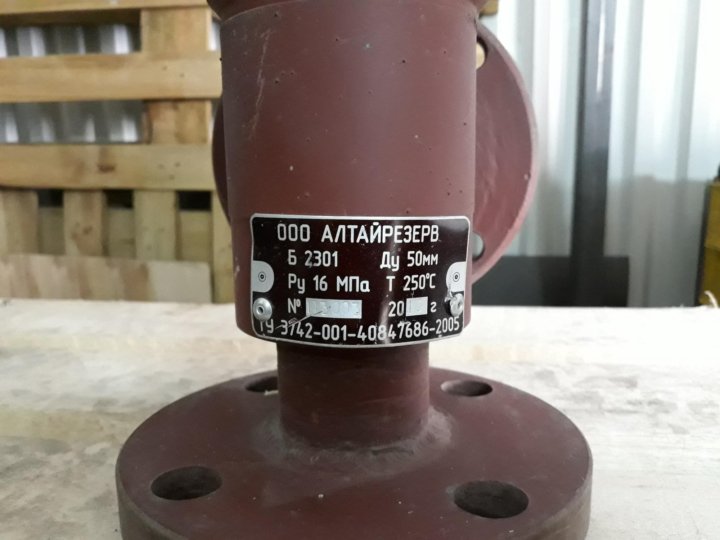 ООО АЛТАЙРЕЗЕРВ
Б 2301 Ду 50мм
Ру 16 МПа Т 250°С
№ 20 г
ТУ 3742-001-40847686-2005